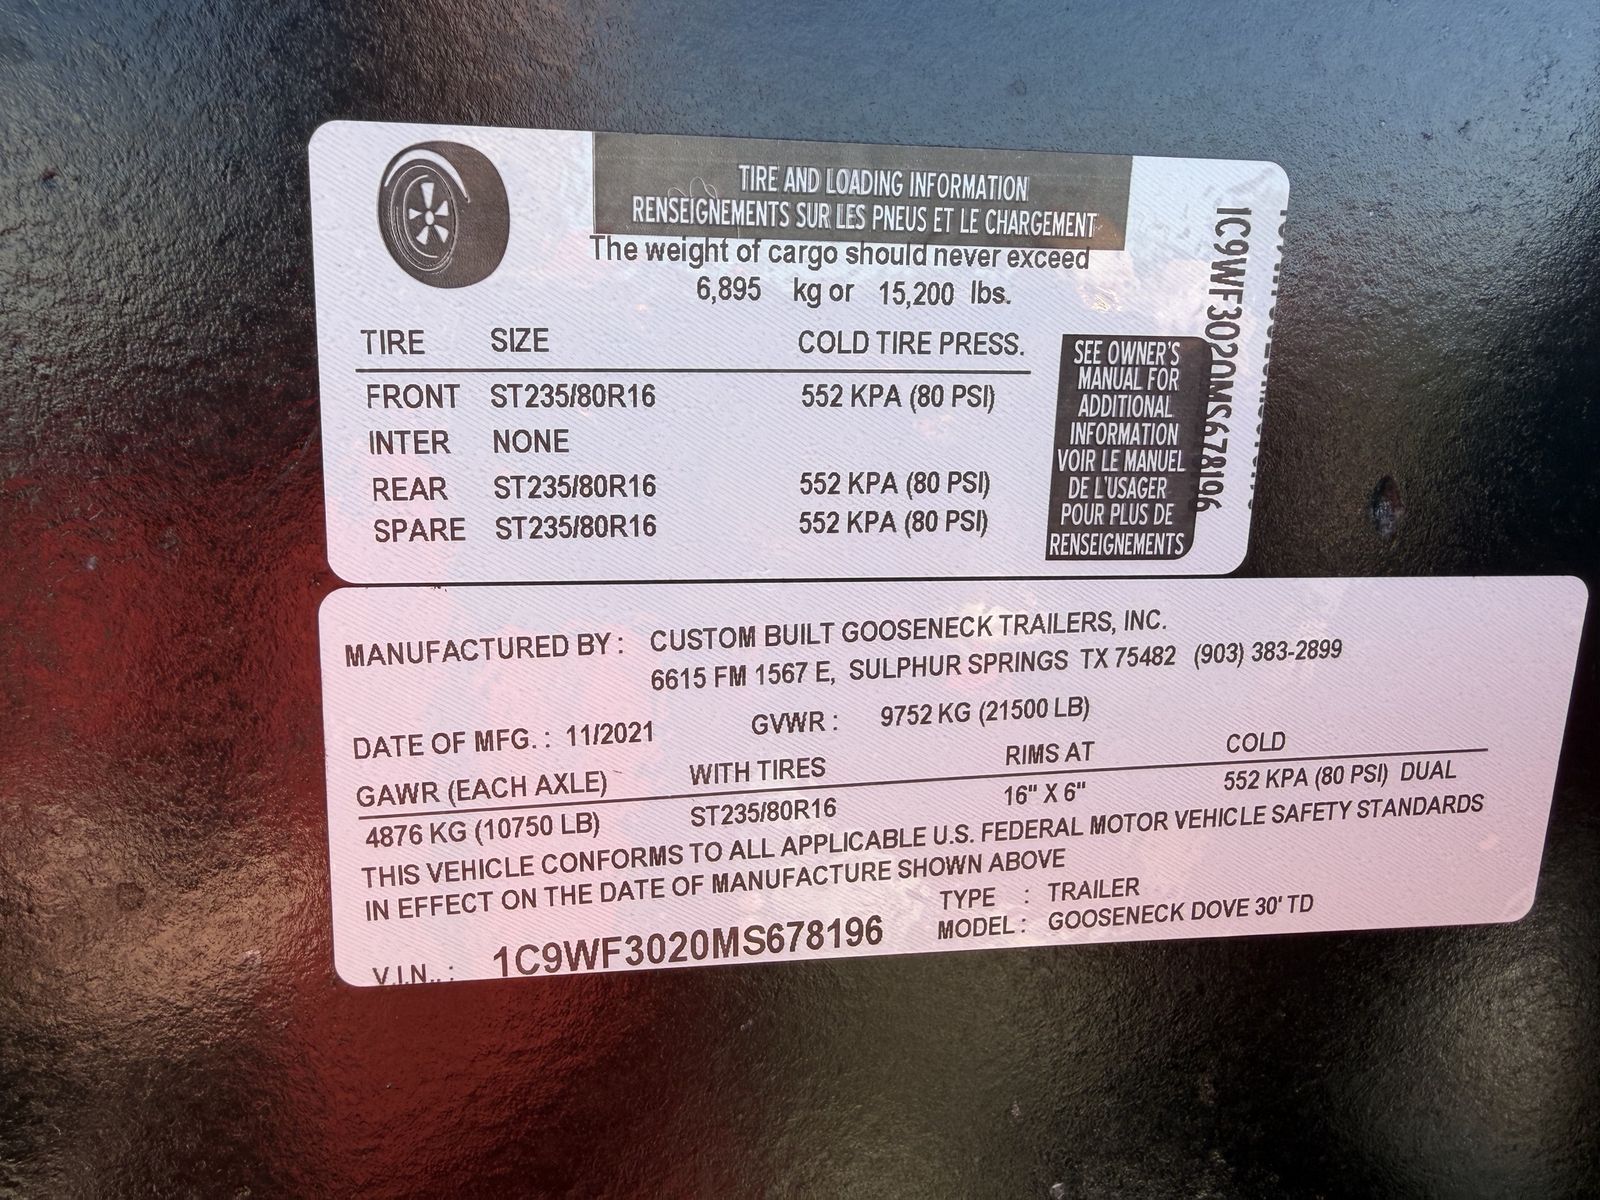 TIRE AND LOADING INFORMATION
RENSEIGNEMENTS SUR LES PNEUS ET LE CHARGEMENT
The weight of cargo should never exceed
6,895 kg or 15,200 lbs.
TIRE SIZE COLD TIRE PRESS.
FRONT ST235/80R16 552 KPA (80 PSI)
INTER NONE
REAR ST235/80R16 552 KPA (80 PSI)
SPARE ST235/80R16 552 KPA (80 PSI)
SEE OWNER'S
MANUAL FOR
ADDITIONAL
INFORMATION
VOIR LE MANUEL
DE L'USAGER
POUR PLUS DE
RENSEIGNEMENTS
1C9WF3020MS678196
MANUFACTURED BY : CUSTOM BUILT GOOSENECK TRAILERS, INC.
6615 FM 1567 E, SULPHUR SPRINGS TX 75482 (903) 383-2899
DATE OF MFG. : 11/2021 GVWR : 9752 KG (21500 LB)
GAWR (EACH AXLE) WITH TIRES RIMS AT COLD
4876 KG (10750 LB) ST235/80R16 16" X 6" 552 KPA (80 PSI) DUAL
THIS VEHICLE CONFORMS TO ALL APPLICABLE U.S. FEDERAL MOTOR VEHICLE SAFETY STANDARDS
IN EFFECT ON THE DATE OF MANUFACTURE SHOWN ABOVE
TYPE : TRAILER
V.I.N. : 1C9WF3020MS678196 MODEL : GOOSENECK DOVE 30' TD